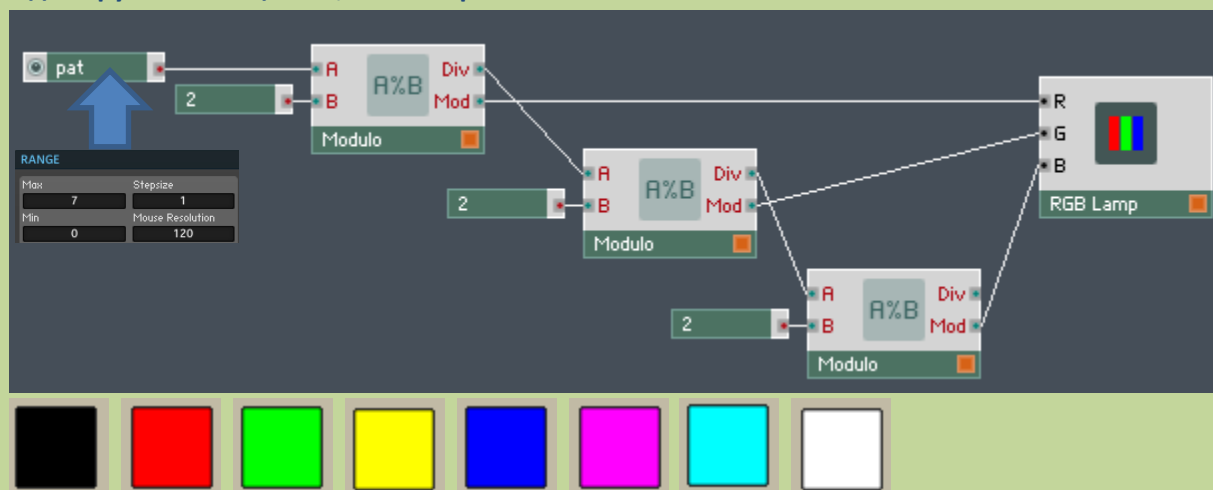 pat
2
A
B
A%B
Div
Mod
Modulo
RANGE
Max
Stepsize
7
1
Min
Mouse Resolution
0
120
2
A
B
A%B
Div
Mod
Modulo
2
A
B
A%B
Div
Mod
Modulo
R
G
B
RGB Lamp